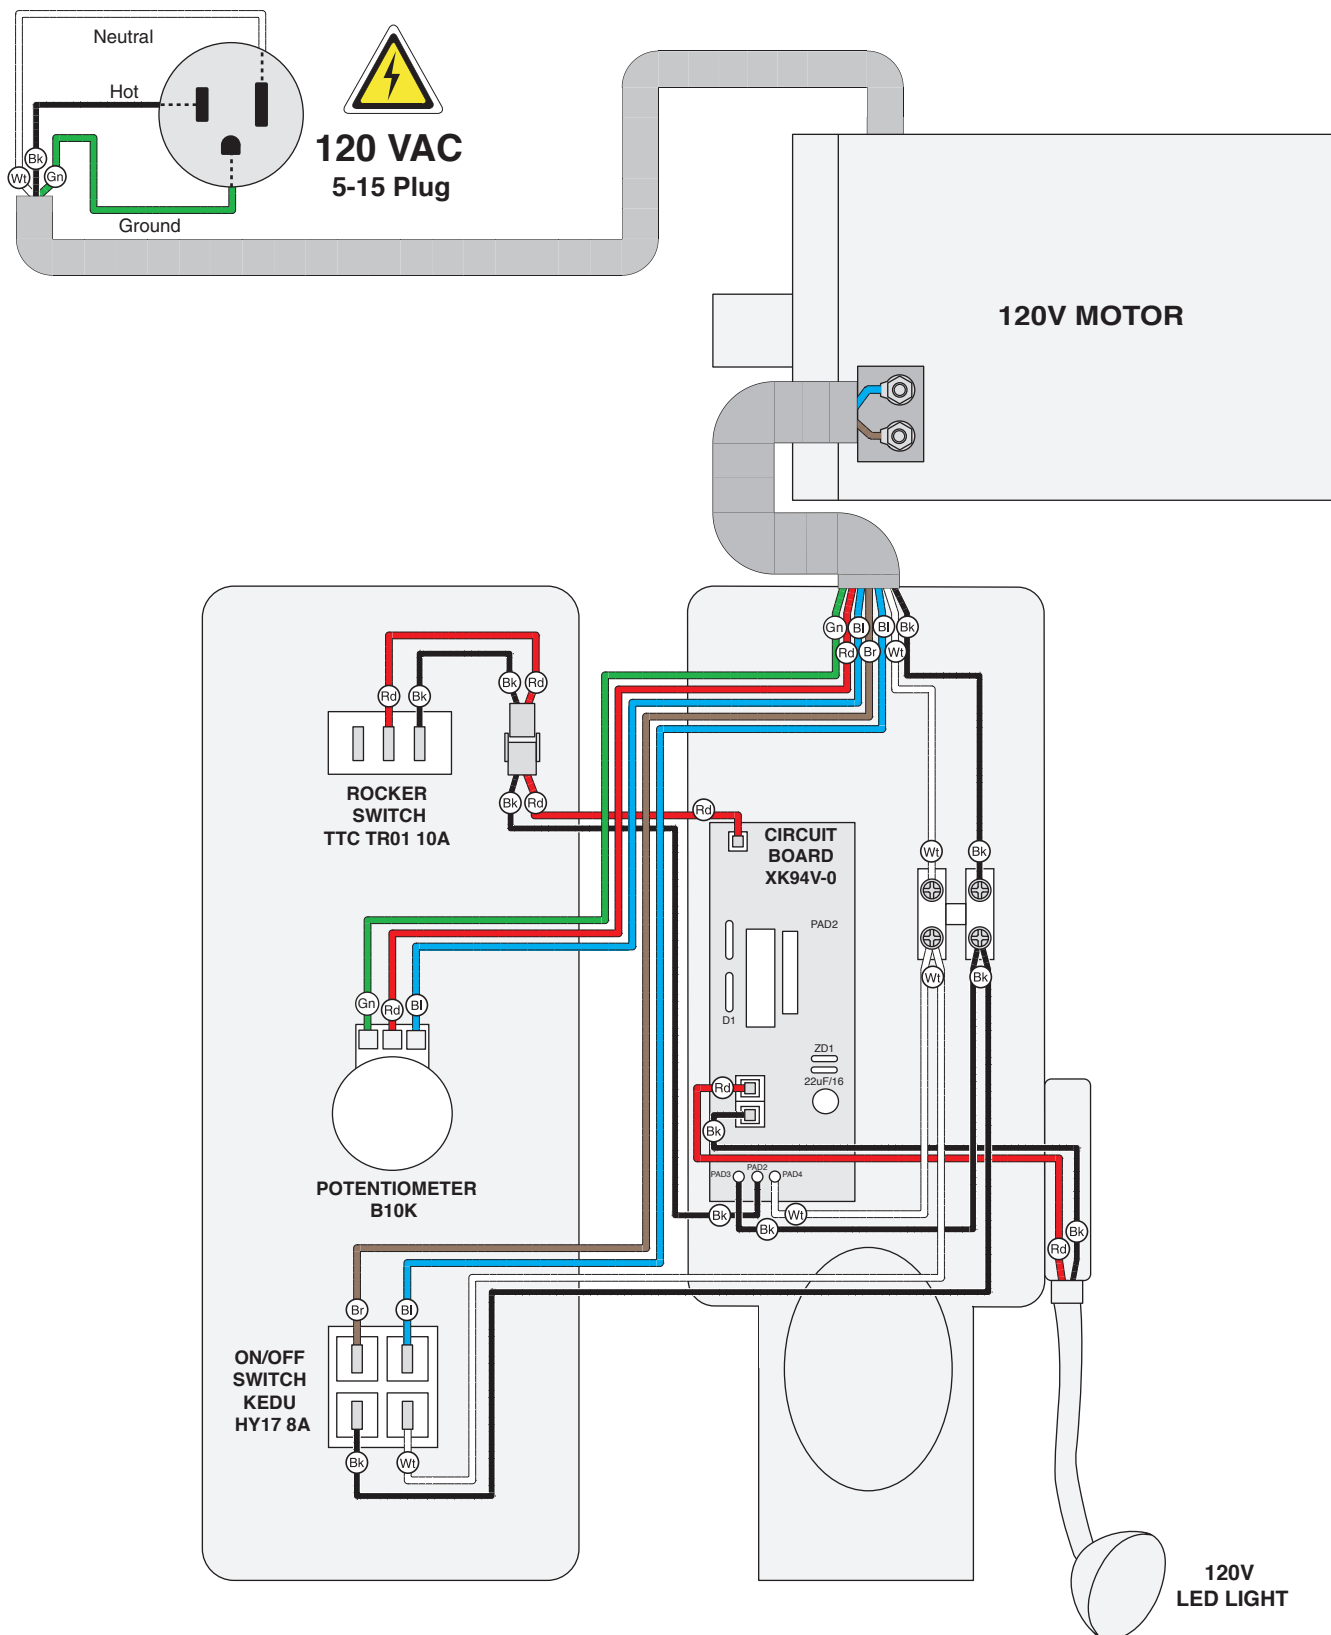 Neutral
Hot
Bk
Wt
Gn
Ground
120 VAC
5-15 Plug
120V MOTOR
Gn
Rd
Bl
Br
Bl
Wt
Bk
Rd
Bk
Bk
Rd
ROCKER
SWITCH
TTC TR01 10A
Bk
Rd
Rd
CIRCUIT
BOARD
XK94V-0
PAD2
D1
ZD1
22uF/16
Wt
Bk
Wt
Bk
Gn
Rd
Bl
POTENTIOMETER
B10K
Rd
Bk
PAD3
PAD2
PAD4
Bk
Wt
Bk
Bk
Rd
Br
Bl
ON/OFF
SWITCH
KEDU
HY17 8A
Bk
Wt
120V
LED LIGHT